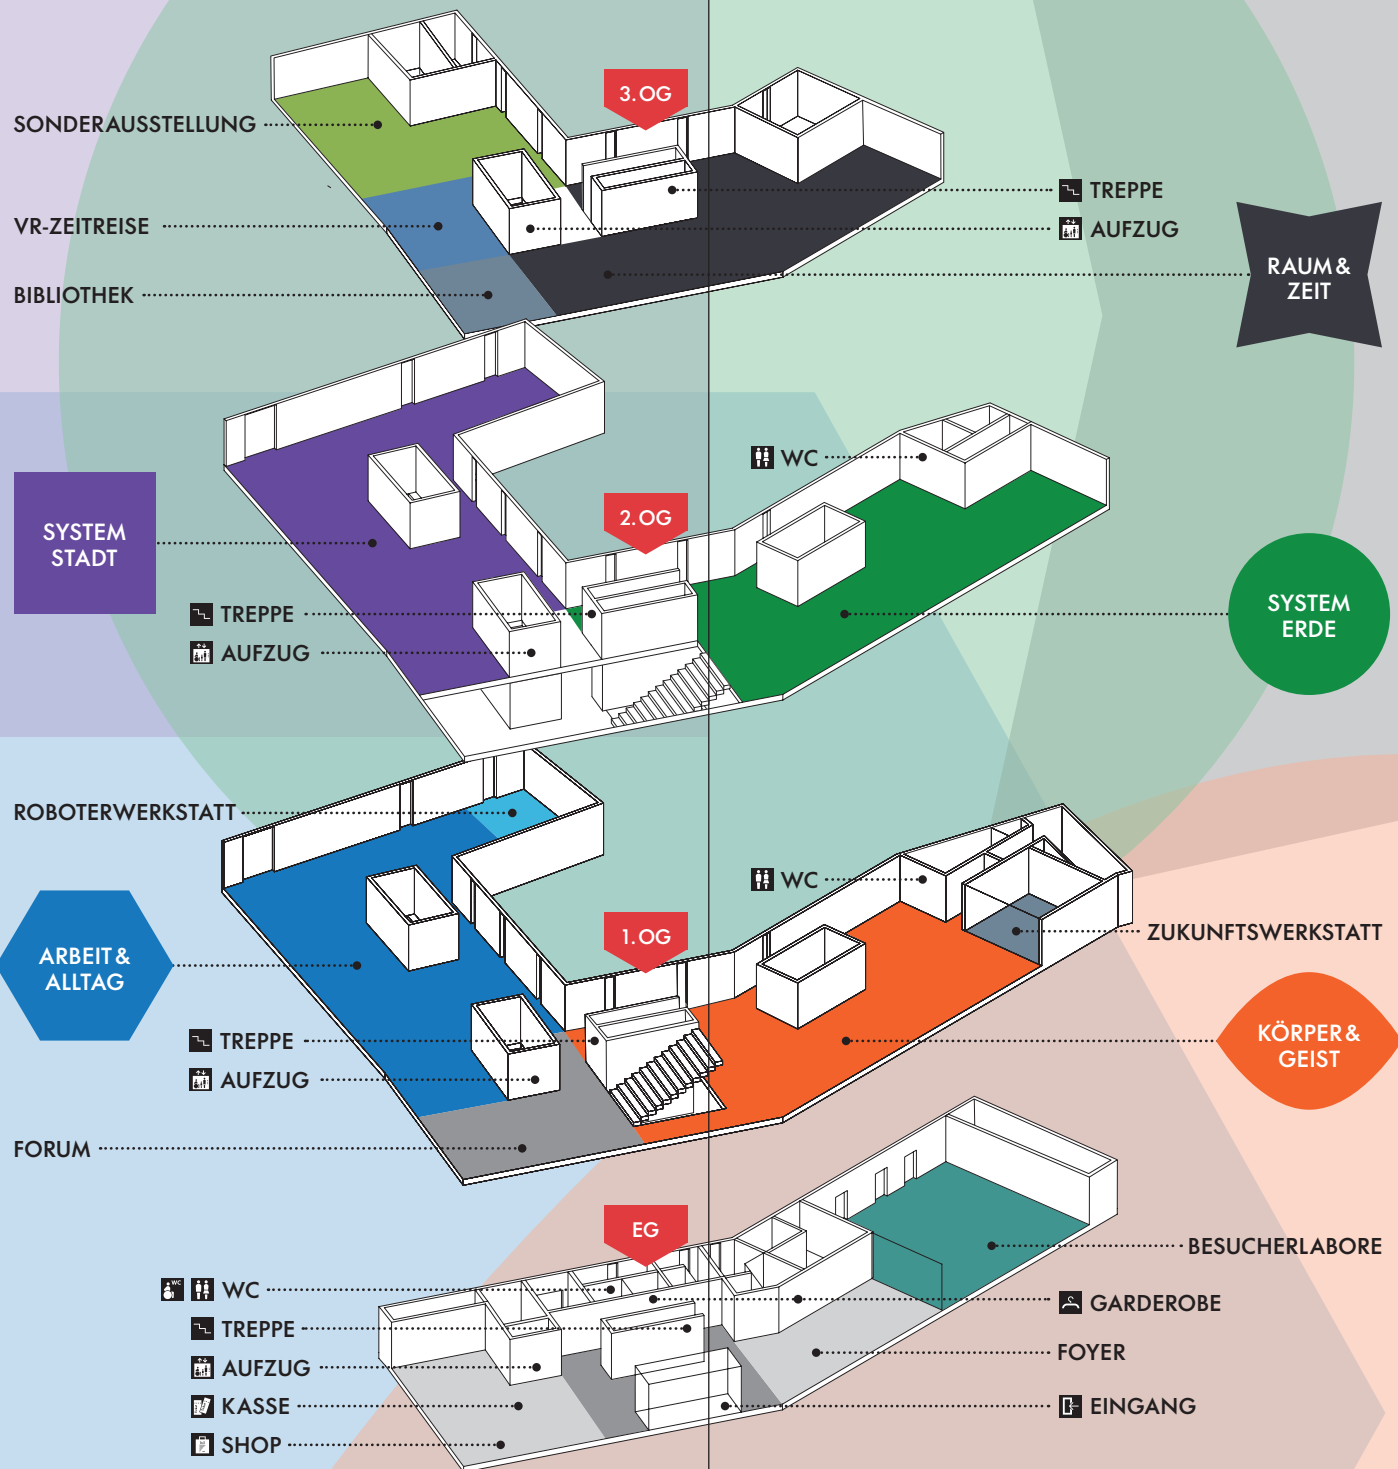 3. OG
SONDERAUSSTELLUNG
VR-ZEITREISE
BIBLIOTHEK
TREPPE
AUFZUG
RAUM &
ZEIT
2. OG
WC
SYSTEM
STADT
TREPPE
AUFZUG
SYSTEM
ERDE
ROBOTERWERKSTATT
1. OG
WC
ARBEIT &
ALLTAG
ZUKUNFTSWERKSTATT
TREPPE
AUFZUG
KÖRPER &
GEIST
FORUM
EG
BESUCHERLABORE
WC
WC
TREPPE
AUFZUG
KASSE
SHOP
GARDEROBE
FOYER
EINGANG